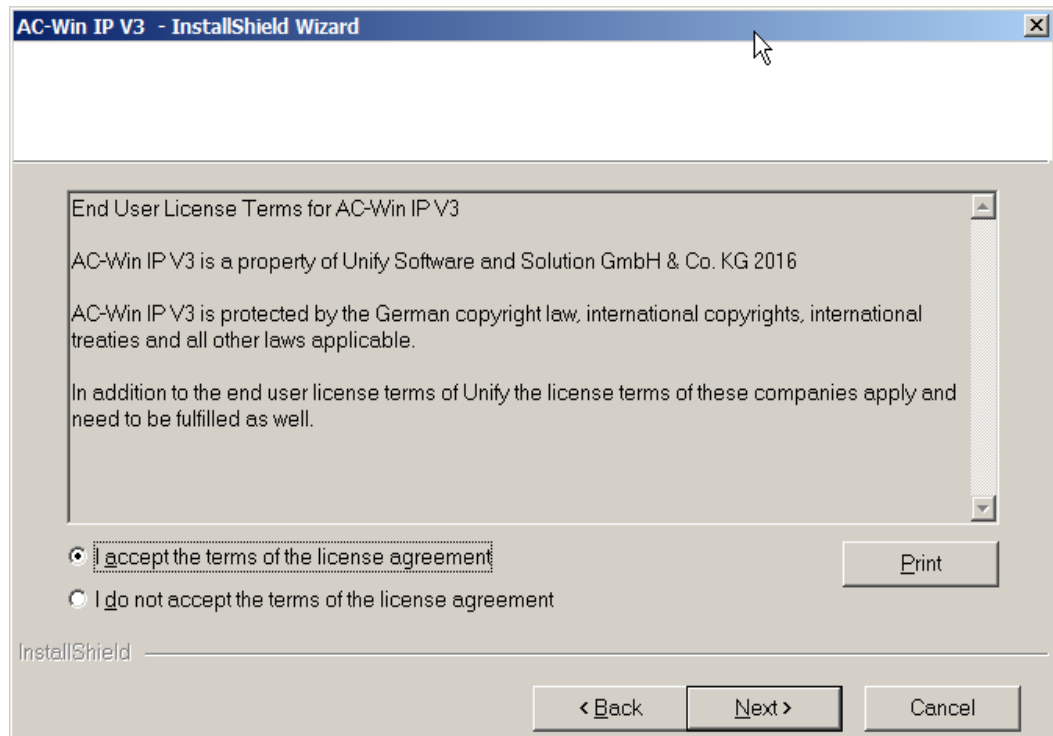 AC-Win IP V3 - InstallShield Wizard
End User License Terms for AC-Win IP V3
AC-Win IP V3 is a property of Unify Software and Solution GmbH & Co. KG 2016
AC-Win IP V3 is protected by the German copyright law, international copyrights, international
treaties and all other laws applicable.
In addition to the end user license terms of Unify the license terms of these companies apply and
need to be fulfilled as well.
I accept the terms of the license agreement
Print
I do not accept the terms of the license agreement
InstallShield
< Back
Next >
Cancel